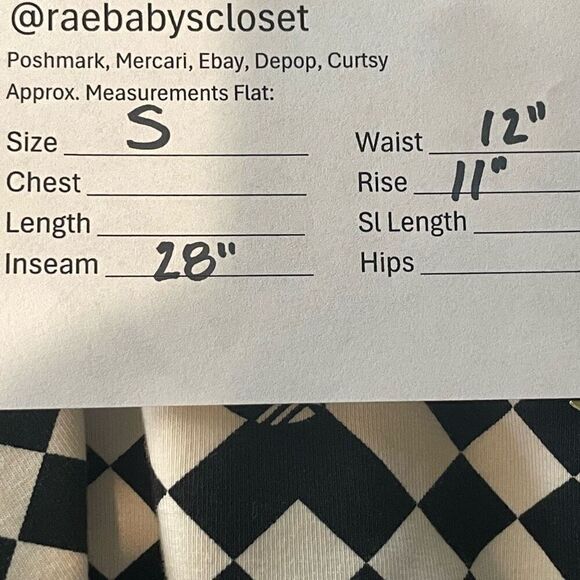 @raebabyscloset
Poshmark, Mercari, Ebay, Depop, Curtsy
Approx. Measurements Flat:
Size S Waist 12"
Chest Rise 11"
Length Sl Length
Inseam 28" Hips